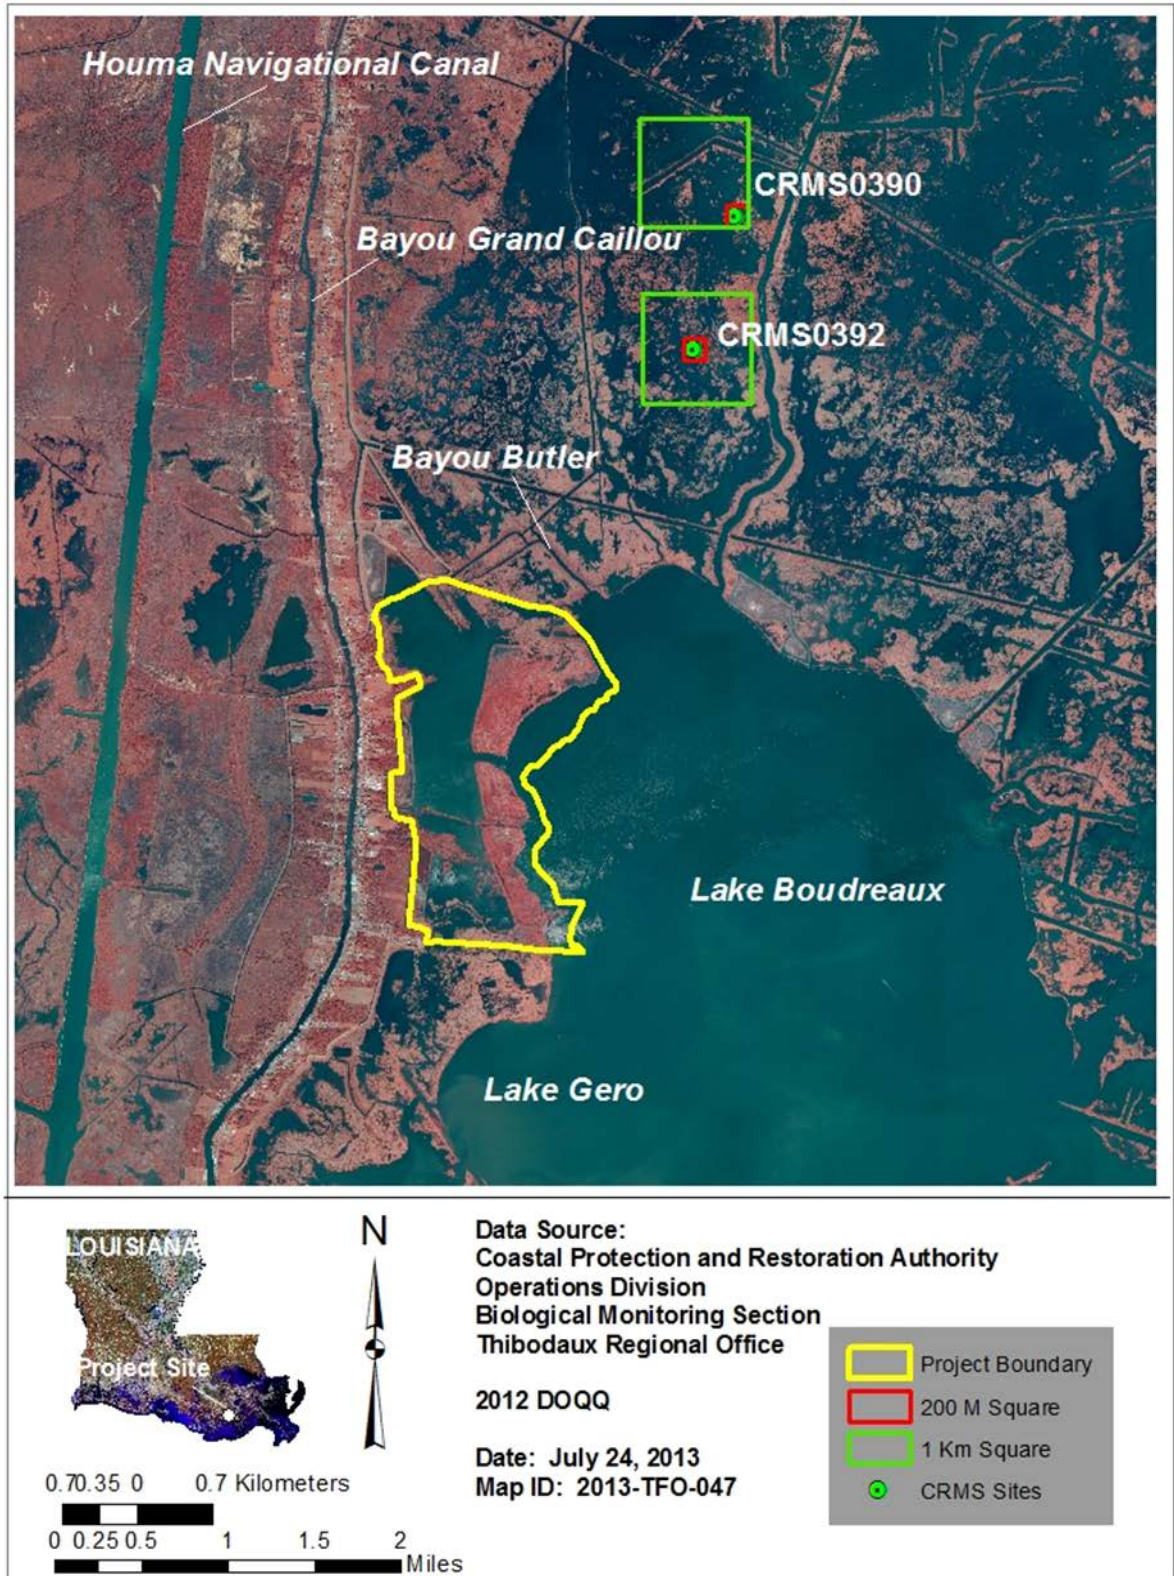 Houma Navigational Canal
CRMS0390
Bayou Grand Caillou
CRMS0392
Bayou Butler
Lake Boudreaux
Lake Gero
LOUISIANA
Project Site
N
Data Source:
Coastal Protection and Restoration Authority
Operations Division
Biological Monitoring Section
Thibodaux Regional Office
2012 DOQQ
Date: July 24, 2013
Map ID: 2013-TFO-047
Project Boundary
200 M Square
1 Km Square
CRMS Sites
0.70.35 0 0.7 Kilometers
0 0.25 0.5 1 1.5 2
Miles